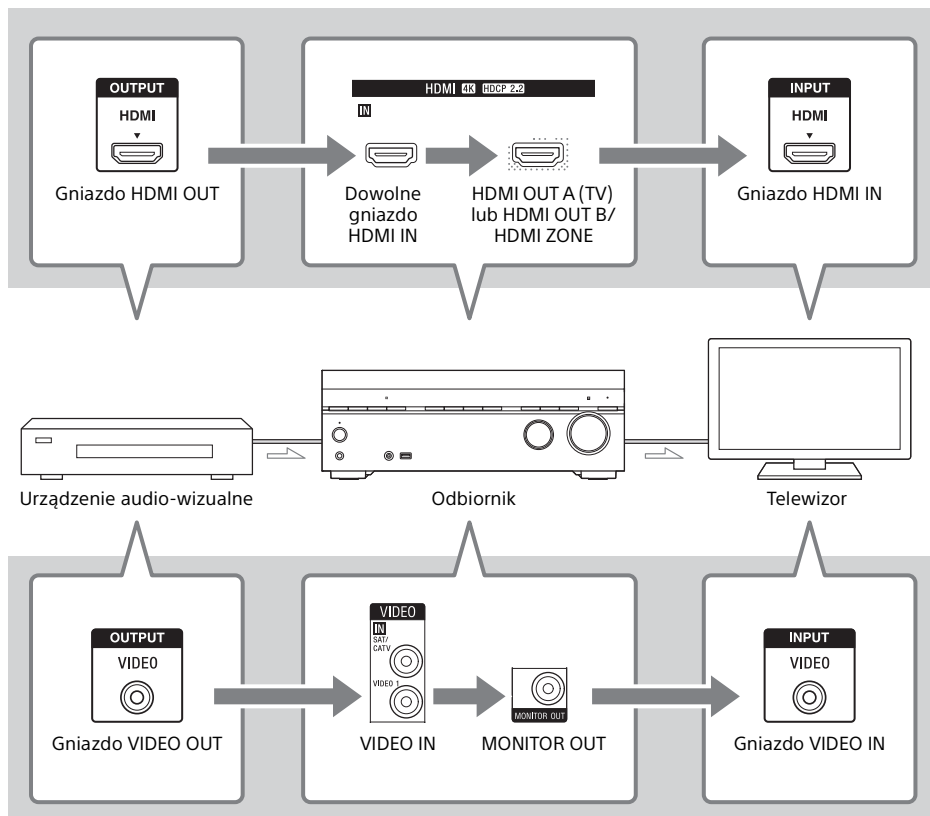 OUTPUT
HDMI
Gniazdo HDMI OUT
HDMI 4K HDCP 2.2
IN
Dowolne
gniazdo
HDMI IN
HDMI OUT A (TV)
lub HDMI OUT B/
HDMI ZONE
INPUT
HDMI
Gniazdo HDMI IN
Urządzenie audio-wizualne
Odbiornik
Telewizor
OUTPUT
VIDEO
Gniazdo VIDEO OUT
VIDEO
IN
SAT/
CATV
VIDEO 1
VIDEO IN
MONITOR OUT
MONITOR OUT
INPUT
VIDEO
Gniazdo VIDEO IN